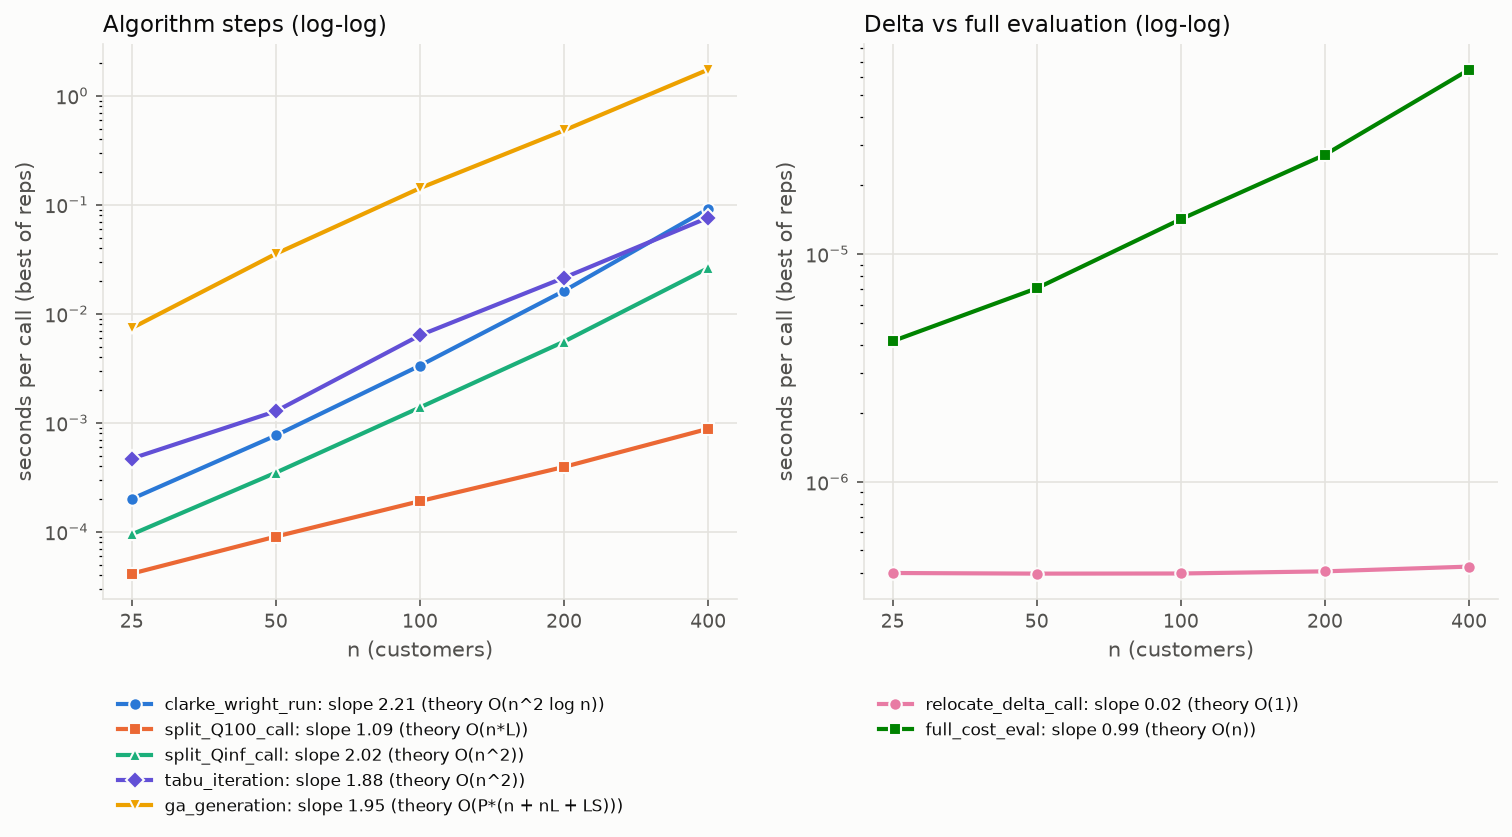 Algorithm steps (log-log)
seconds per call (best of reps)
10⁰
10⁻¹
10⁻²
10⁻³
10⁻⁴
25 50 100 200 400
n (customers)
clarke_wright_run: slope 2.21 (theory O(n^2 log n))
split_Q100_call: slope 1.09 (theory O(n*L))
split_Qinf_call: slope 2.02 (theory O(n^2))
tabu_iteration: slope 1.88 (theory O(n^2))
ga_generation: slope 1.95 (theory O(P*(n + nL + LS)))
Delta vs full evaluation (log-log)
seconds per call (best of reps)
10⁻⁵
10⁻⁶
25 50 100 200 400
n (customers)
relocate_delta_call: slope 0.02 (theory O(1))
full_cost_eval: slope 0.99 (theory O(n))